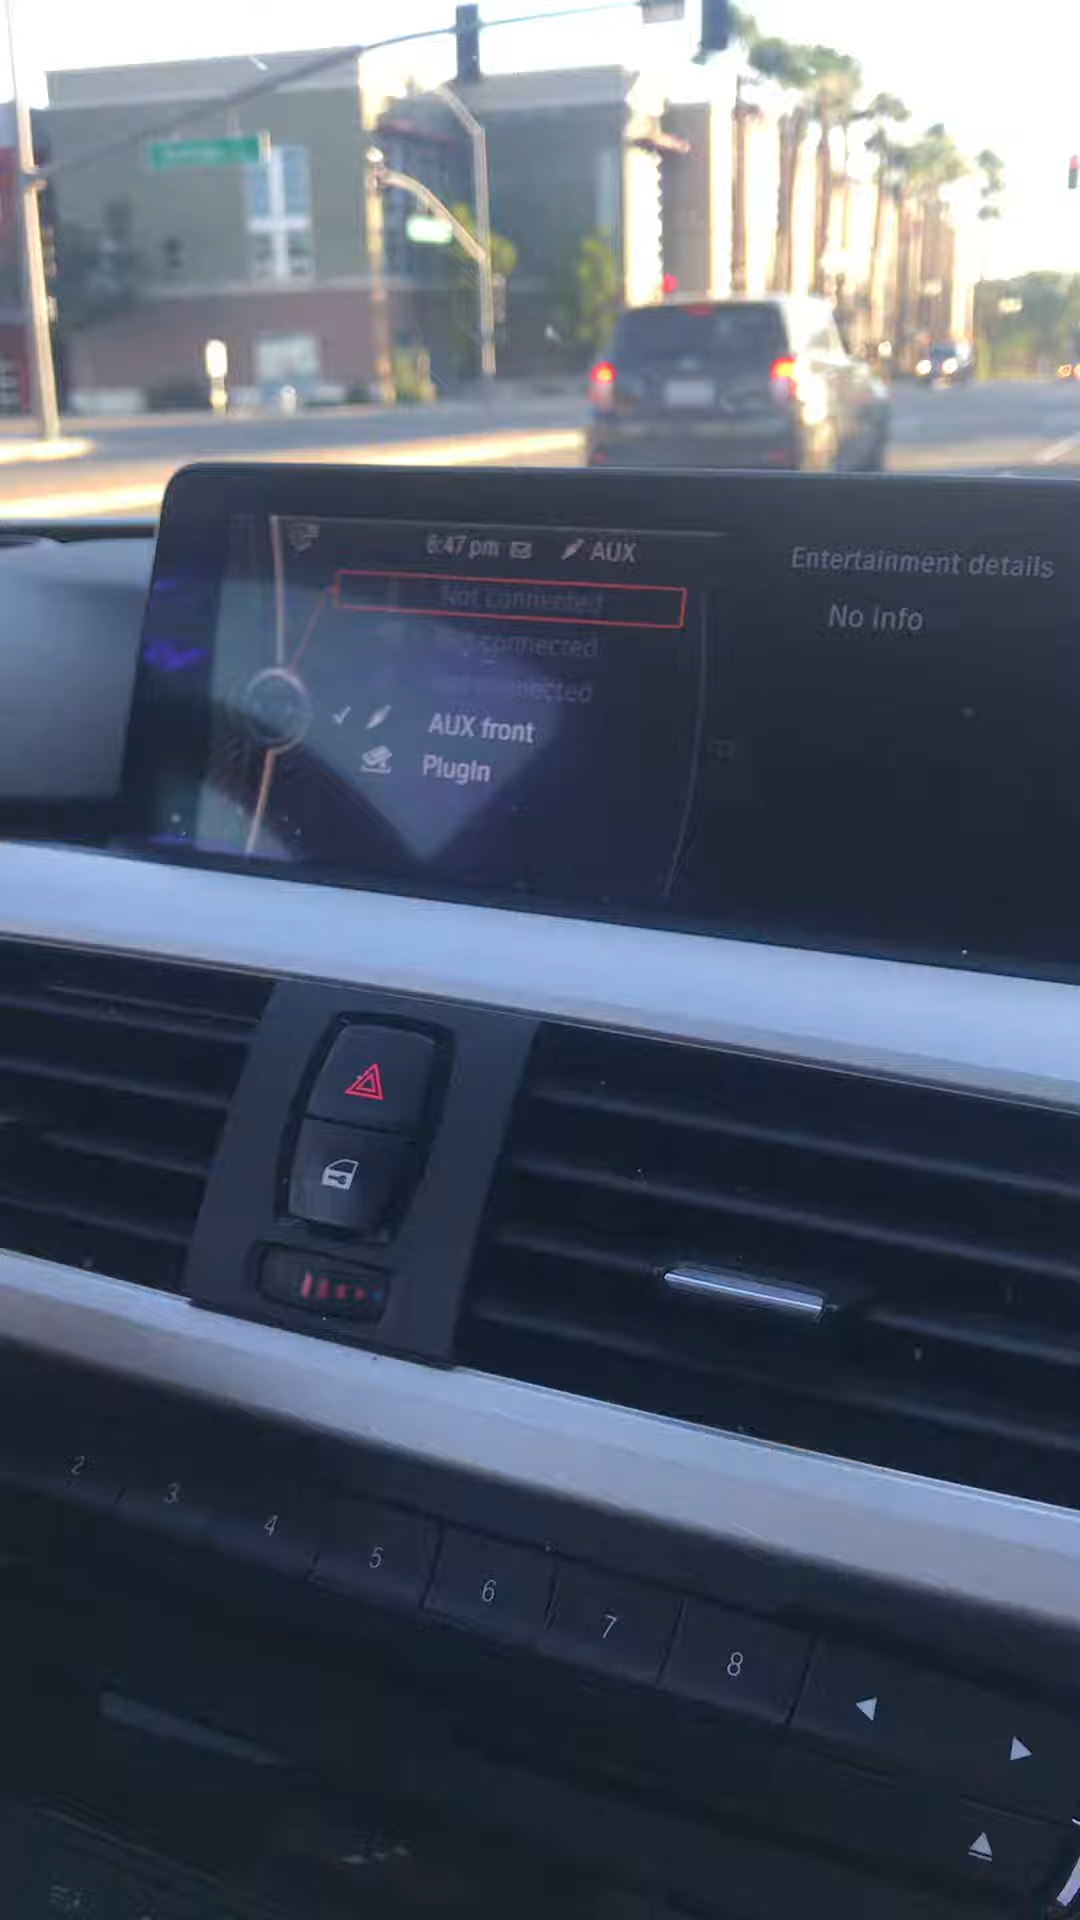 6:47 pm AUX
Entertainment details
Not connected
No info
connected
AUX front
PlugIn
2
3
4
5
6
7
8